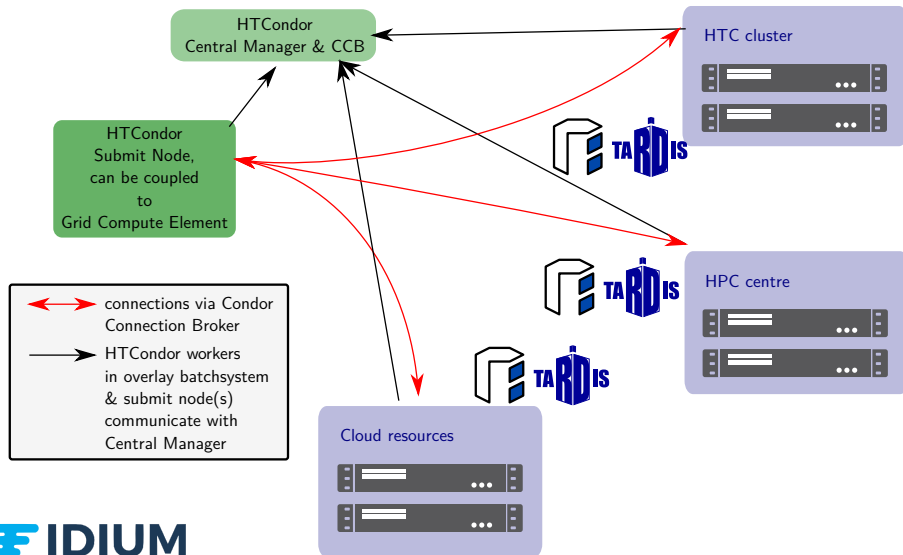 HTCondor
Central Manager & CCB
HTC cluster
HTCondor
Submit Node,
can be coupled
to
Grid Compute Element
TARDIS
HPC centre
TARDIS
connections via Condor
Connection Broker
HTCondor workers
in overlay batchsystem
& submit node(s)
communicate with
Central Manager
TARDIS
Cloud resources
IDIUM